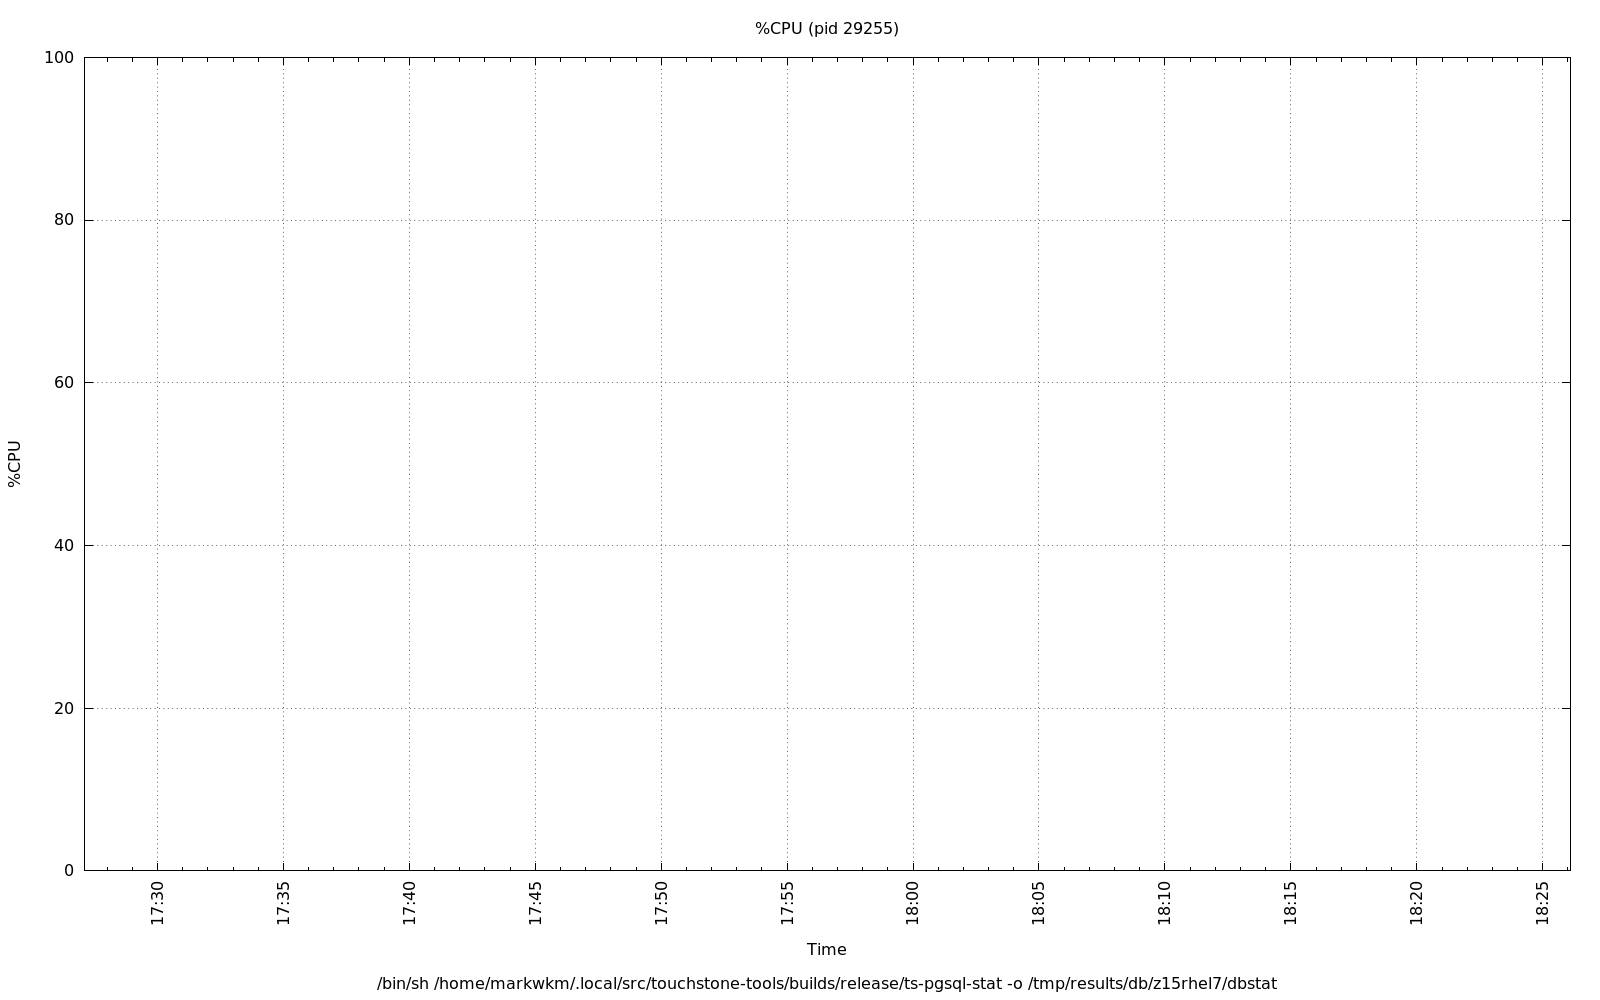 %CPU (pid 29255)
100
80
60
40
20
0
%CPU
17:30 17:35 17:40 17:45 17:50 17:55 18:00 18:05 18:10 18:15 18:20 18:25
Time
/bin/sh /home/markwkm/.local/src/touchstone-tools/builds/release/ts-pgsql-stat -o /tmp/results/db/z15rhel7/dbstat